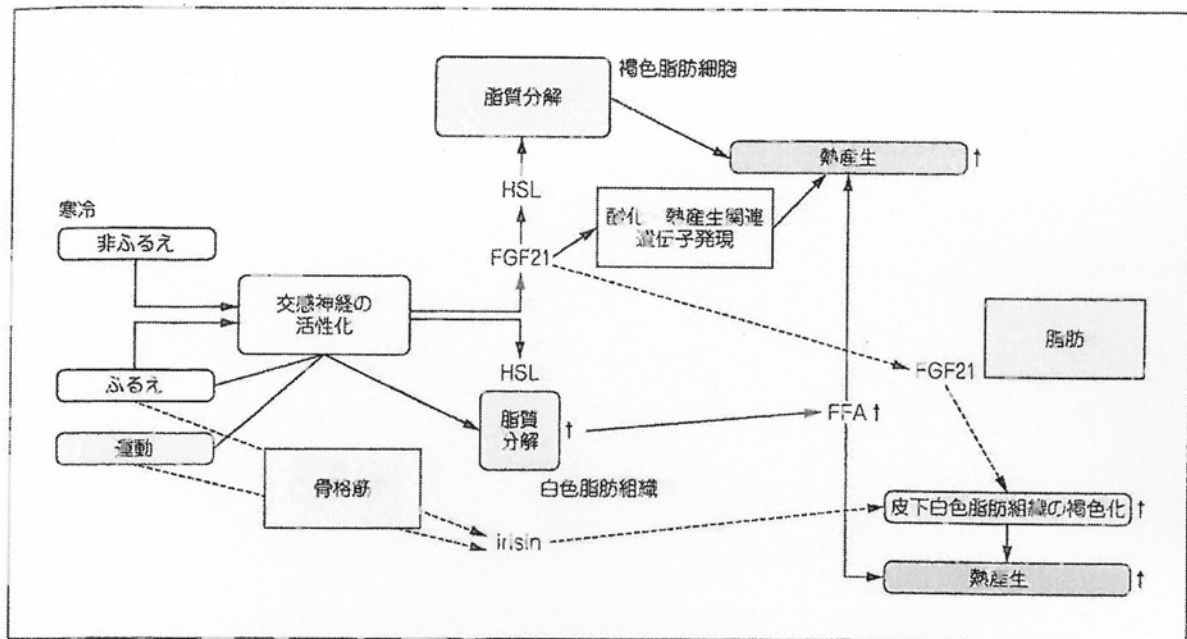 褐色脂肪細胞
脂質分解
熱産生 ↑
HSL
酸化 熱産生関連
遺伝子発現
寒冷
非ふるえ
FGF21
交感神経の
活性化
脂肪
ふるえ
HSL
FGF21
脂質
分解 ↑
FFA ↑
運動
骨格筋
白色脂肪組織
irisin
皮下白色脂肪組織の褐色化 ↑
熱産生 ↑